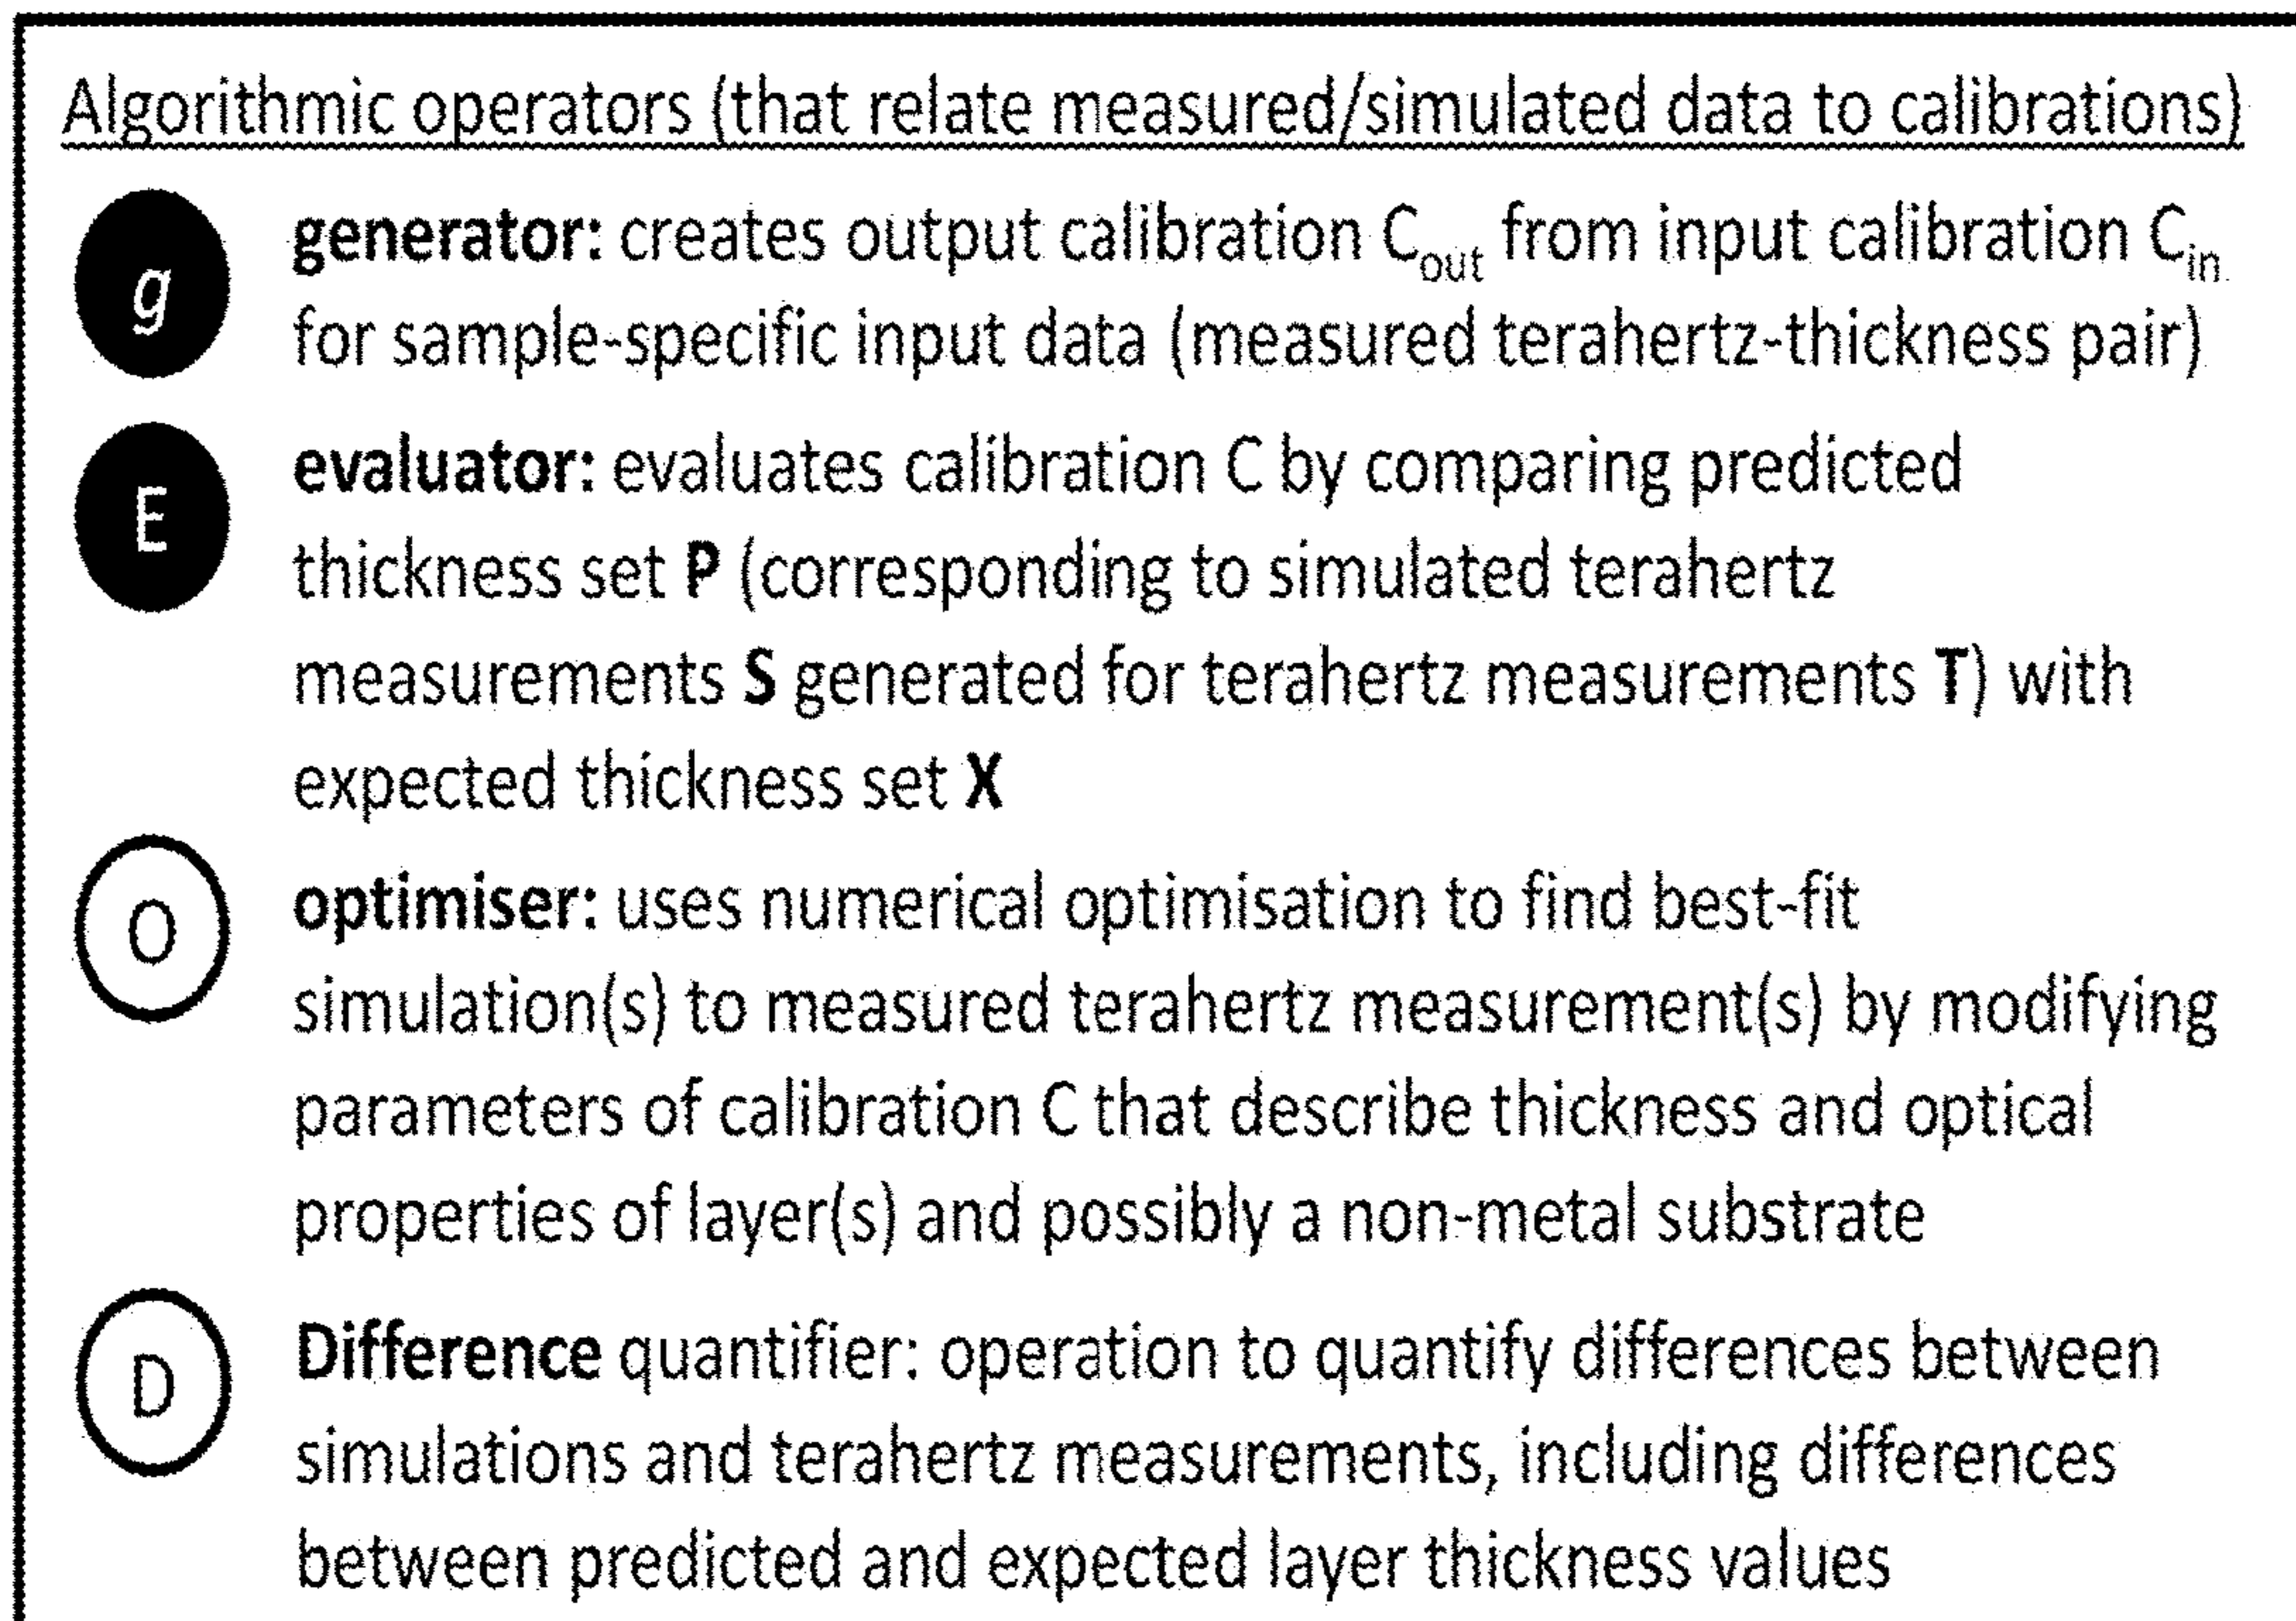 Algorithmic operators (that relate measured/simulated data to calibrations)
g generator: creates output calibration Cout from input calibration Cin
for sample-specific input data (measured terahertz-thickness pair)
E evaluator: evaluates calibration C by comparing predicted
thickness set P (corresponding to simulated terahertz
measurements S generated for terahertz measurements T) with
expected thickness set X
O optimiser: uses numerical optimisation to find best-fit
simulation(s) to measured terahertz measurement(s) by modifying
parameters of calibration C that describe thickness and optical
properties of layer(s) and possibly a non-metal substrate
D Difference quantifier: operation to quantify differences between
simulations and terahertz measurements, including differences
between predicted and expected layer thickness values